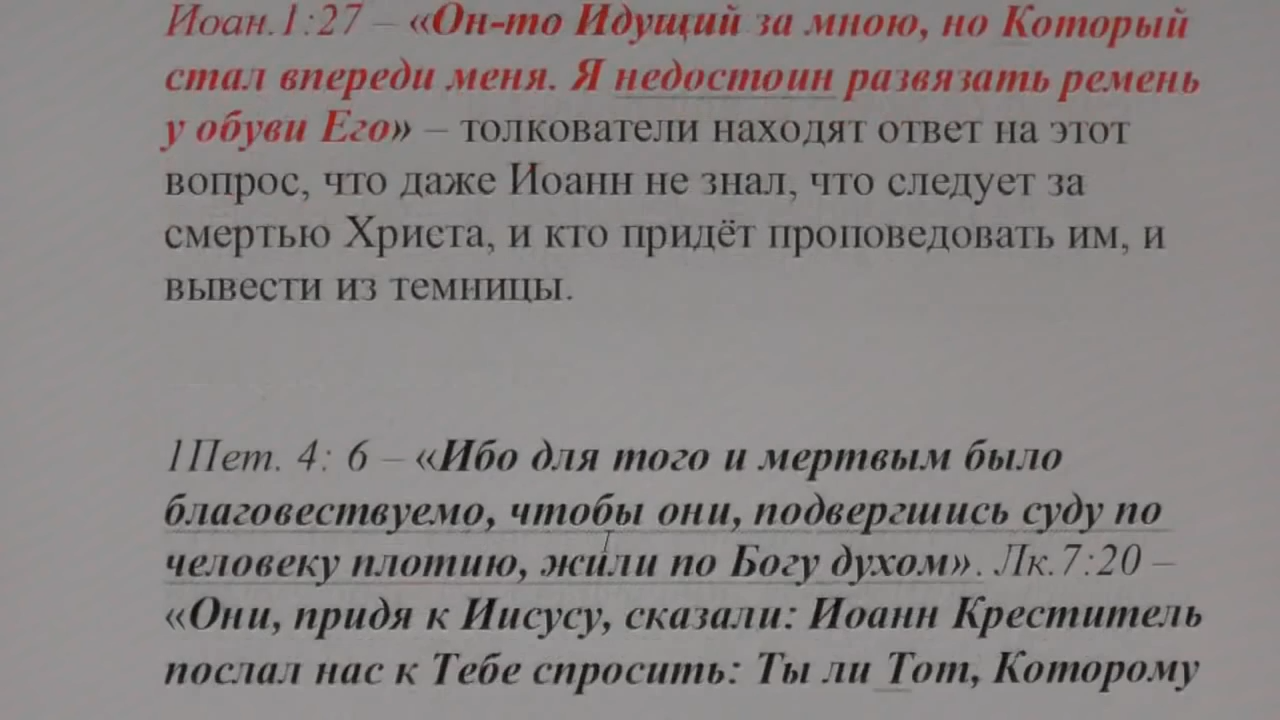 Иоан.1:27 – «Он-то Идущий за мною, но Который
стал впереди меня. Я недостоин развязать ремень
у обуви Его» – толкователи находят ответ на этот
вопрос, что даже Иоанн не знал, что следует за
смертью Христа, и кто придёт проповедовать им, и
вывести из темницы.
1Пет. 4: 6 – «Ибо для того и мертвым было
благовествуемо, чтобы они, подвергшись суду по
человеку плотию, жили по Богу духом». Лк.7:20 –
«Они, придя к Иисусу, сказали: Иоанн Креститель
послал нас к Тебе спросить: Ты ли Тот, Которому